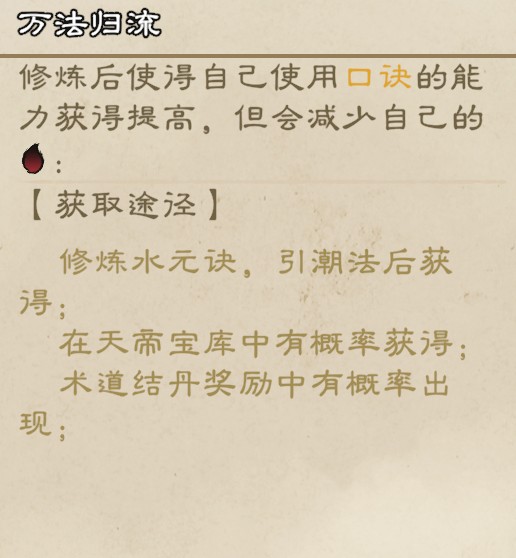 万法归流
修炼后使得自己使用口诀的能
力获得提高，但会减少自己的
：
【获取途径】
修炼水元诀，引潮法后获
得；
在天帝宝库中有概率获得；
术道结丹奖励中有概率出
现；